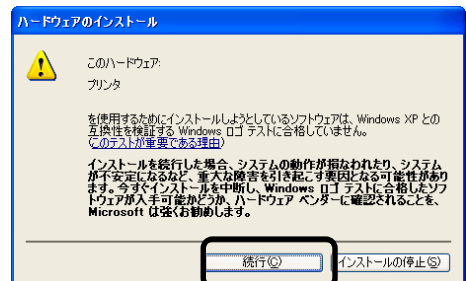 ハードウェアのインストール
このハードウェア:
プリンタ
を使用するためにインストールしようとしているソフトウェアは、Windows XP との
互換性を検証する Windows ロゴ テストに合格していません。
(このテストが重要である理由)
インストールを続行した場合、システムの動作が損なわれたり、システム
が不安定になるなど、重大な障害を引き起こす要因となる可能性があり
ます。今すぐインストールを中断し、Windows ロゴ テストに合格したソフ
トウェアが入手可能かどうか、ハードウェア ベンダーに確認されることを、
Microsoft は強くお勧めします。
続行(C)
インストールの停止(S)